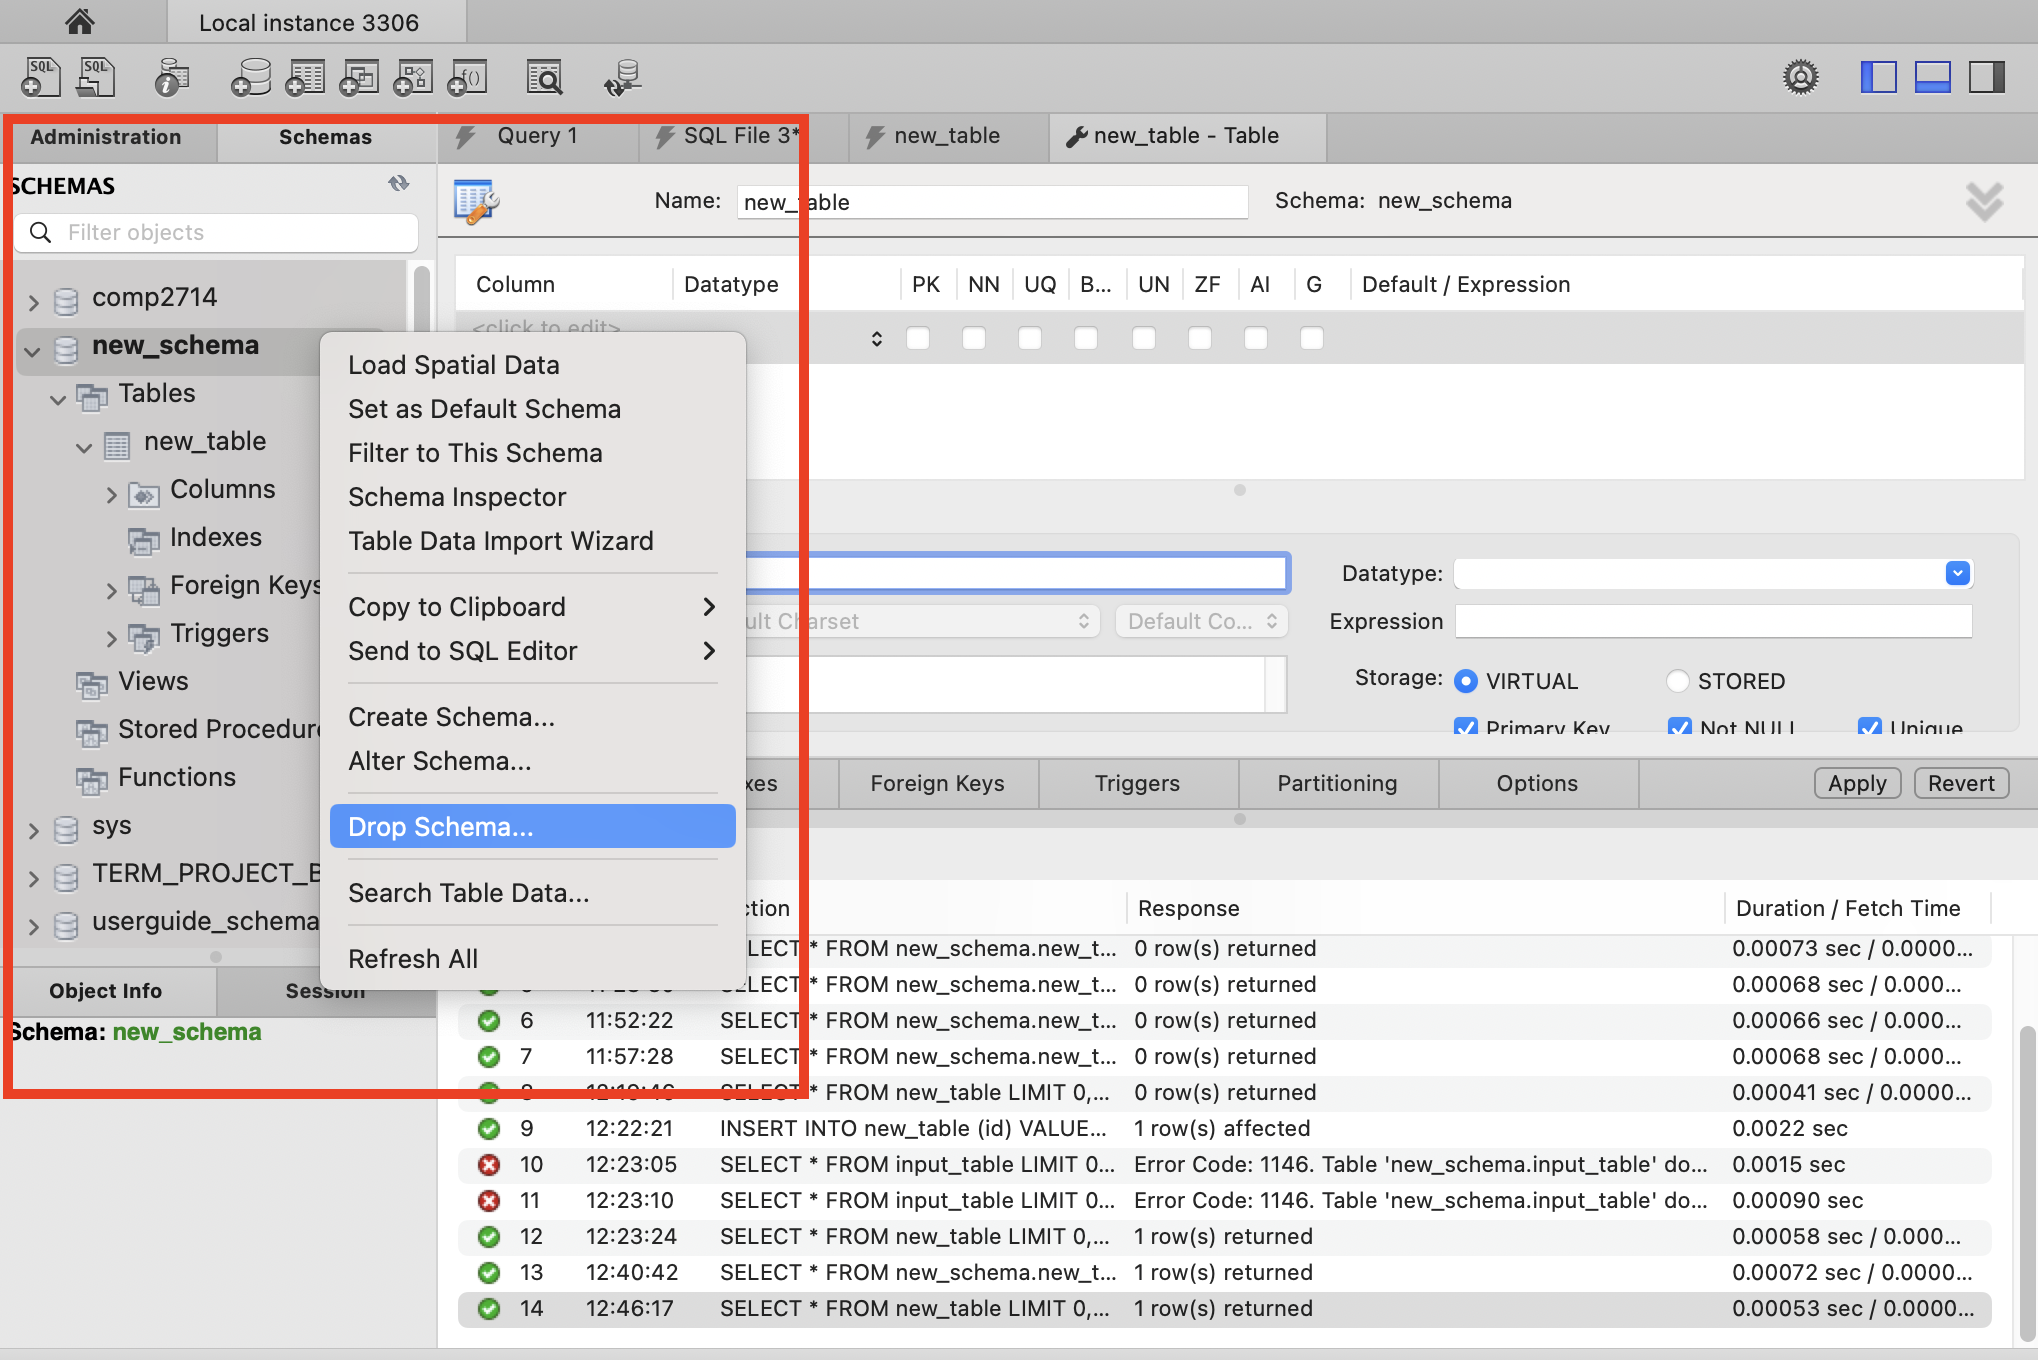 Local instance 3306
SQL SQL i f()
Administration Schemas Query 1 SQL File 3* new_table new_table - Table
SCHEMAS
Name: new_table Schema: new_schema
Filter objects
Column Datatype PK NN UQ B... UN ZF AI G Default / Expression
<click to edit>
comp2714
new_schema
Tables
new_table
Columns
Indexes
Foreign Keys
Triggers
Views
Stored Procedure
Functions
sys
TERM_PROJECT_B
userguide_schema
Load Spatial Data
Set as Default Schema
Filter to This Schema
Schema Inspector
Table Data Import Wizard
Copy to Clipboard
Send to SQL Editor
Create Schema...
Alter Schema...
Drop Schema...
Search Table Data...
Refresh All
Datatype:
ult Charset Default Co... Expression
Storage: VIRTUAL STORED
Primary Key Not NULL Unique
xes Foreign Keys Triggers Partitioning Options Apply Revert
Object Info Session
Schema: new_schema
ction Response Duration / Fetch Time
LECT * FROM new_schema.new_t... 0 row(s) returned 0.00073 sec / 0.0000...
SELECT * FROM new_schema.new_t... 0 row(s) returned 0.00068 sec / 0.000...
6 11:52:22 SELECT * FROM new_schema.new_t... 0 row(s) returned 0.00066 sec / 0.000...
7 11:57:28 SELECT * FROM new_schema.new_t... 0 row(s) returned 0.00068 sec / 0.000...
8 SELECT * FROM new_table LIMIT 0,... 0 row(s) returned 0.00041 sec / 0.0000...
9 12:22:21 INSERT INTO new_table (id) VALUE... 1 row(s) affected 0.0022 sec
10 12:23:05 SELECT * FROM input_table LIMIT 0... Error Code: 1146. Table 'new_schema.input_table' do... 0.0015 sec
11 12:23:10 SELECT * FROM input_table LIMIT 0... Error Code: 1146. Table 'new_schema.input_table' do... 0.00090 sec
12 12:23:24 SELECT * FROM new_table LIMIT 0,... 1 row(s) returned 0.00058 sec / 0.000...
13 12:40:42 SELECT * FROM new_schema.new_t... 1 row(s) returned 0.00072 sec / 0.0000...
14 12:46:17 SELECT * FROM new_table LIMIT 0,... 1 row(s) returned 0.00053 sec / 0.0000...